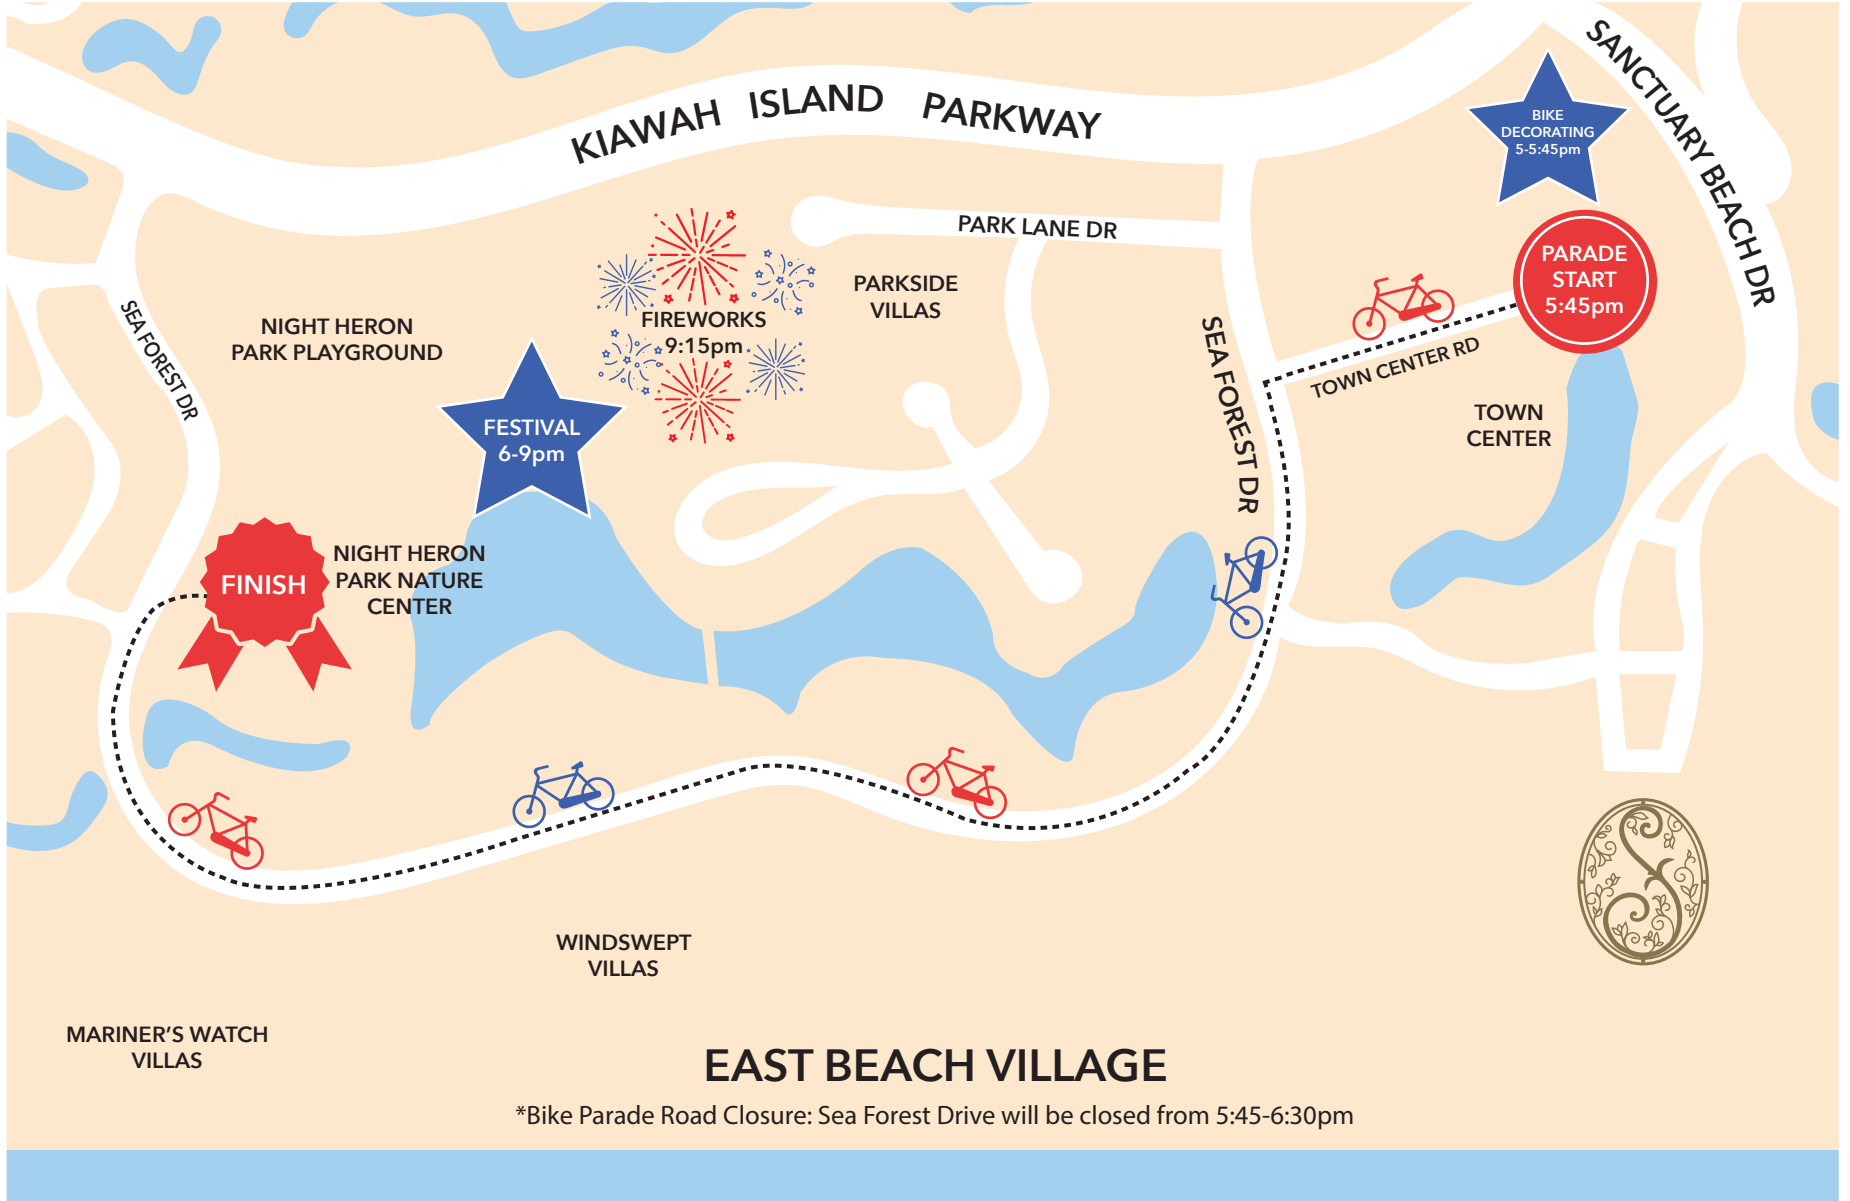 KIAWAH ISLAND PARKWAY
SANCTUARY BEACH DR
BIKE
DECORATING
5-5:45pm
PARK LANE DR
PARADE
START
5:45pm
PARKSIDE
VILLAS
SEA FOREST DR
NIGHT HERON
PARK PLAYGROUND
FIREWORKS
9:15pm
SEA FOREST DR
TOWN CENTER RD
TOWN
CENTER
FESTIVAL
6-9pm
FINISH
NIGHT HERON
PARK NATURE
CENTER
WINDSWEPT
VILLAS
MARINER'S WATCH
VILLAS
EAST BEACH VILLAGE
*Bike Parade Road Closure: Sea Forest Drive will be closed from 5:45-6:30pm